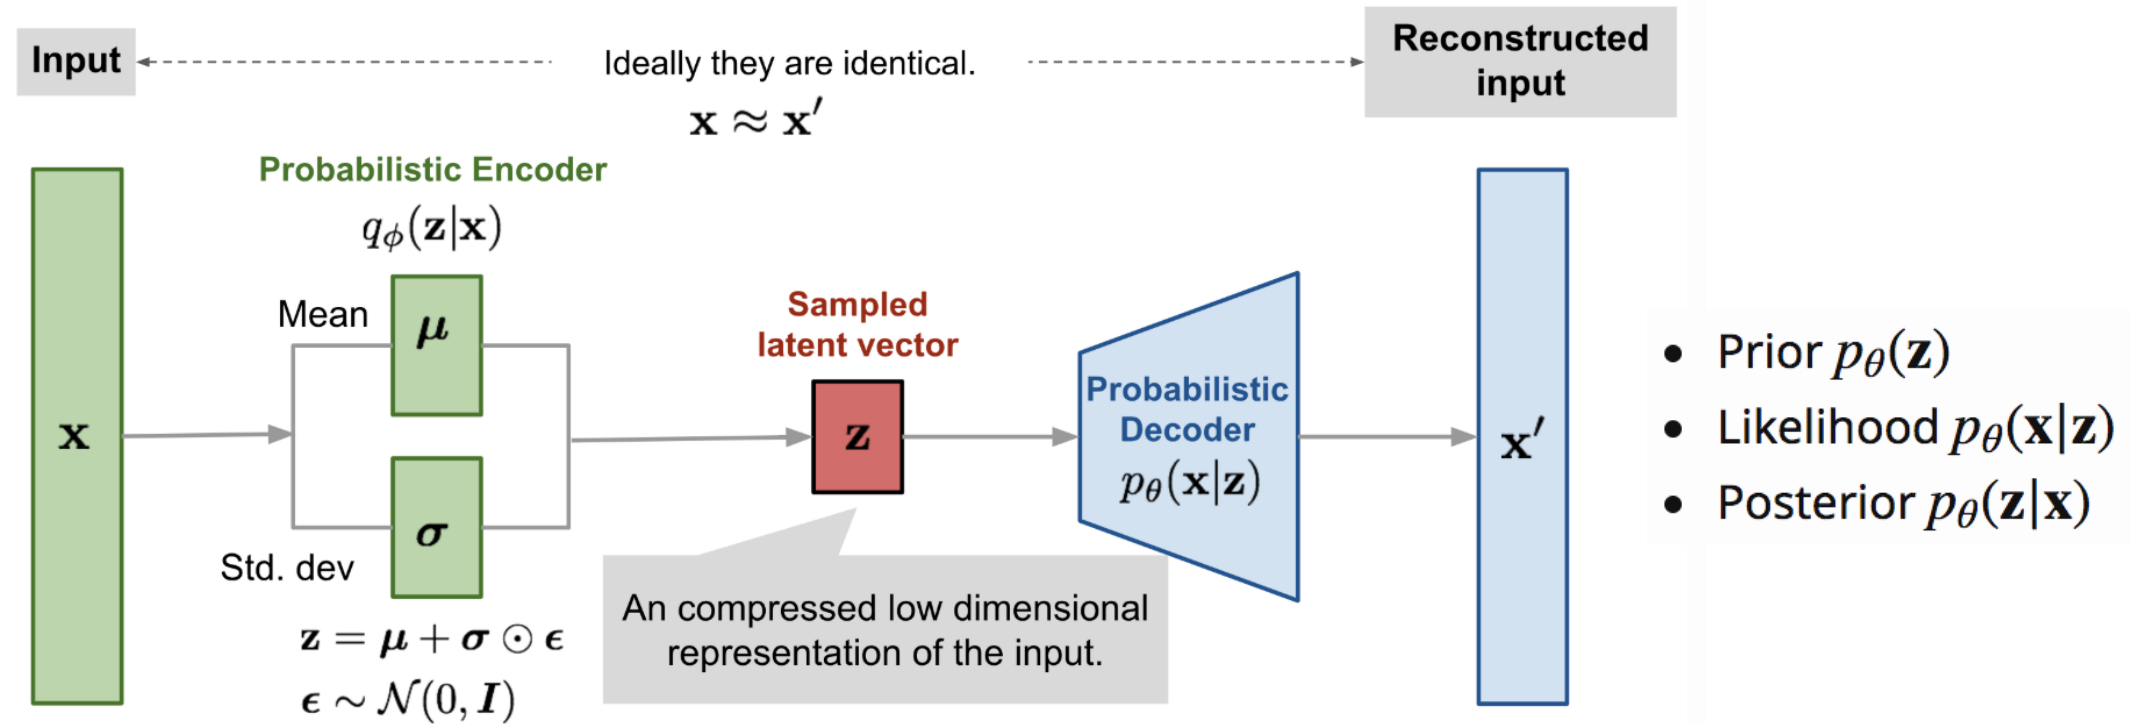 Input
Ideally they are identical.
𝐱 ≈ 𝐱′
Reconstructed
input
Probabilistic Encoder
q_ϕ(𝐳|𝐱)
Mean
𝝁
𝐱
𝝈
Std. dev
𝐳 = 𝝁 + 𝝈 ⊙ 𝝐
𝝐 ∼ 𝒩(0, 𝑰)
Sampled
latent vector
𝐳
An compressed low dimensional
representation of the input.
Probabilistic
Decoder
p_θ(𝐱|𝐳)
𝐱′
• Prior p_θ(𝐳)
• Likelihood p_θ(𝐱|𝐳)
• Posterior p_θ(𝐳|𝐱)